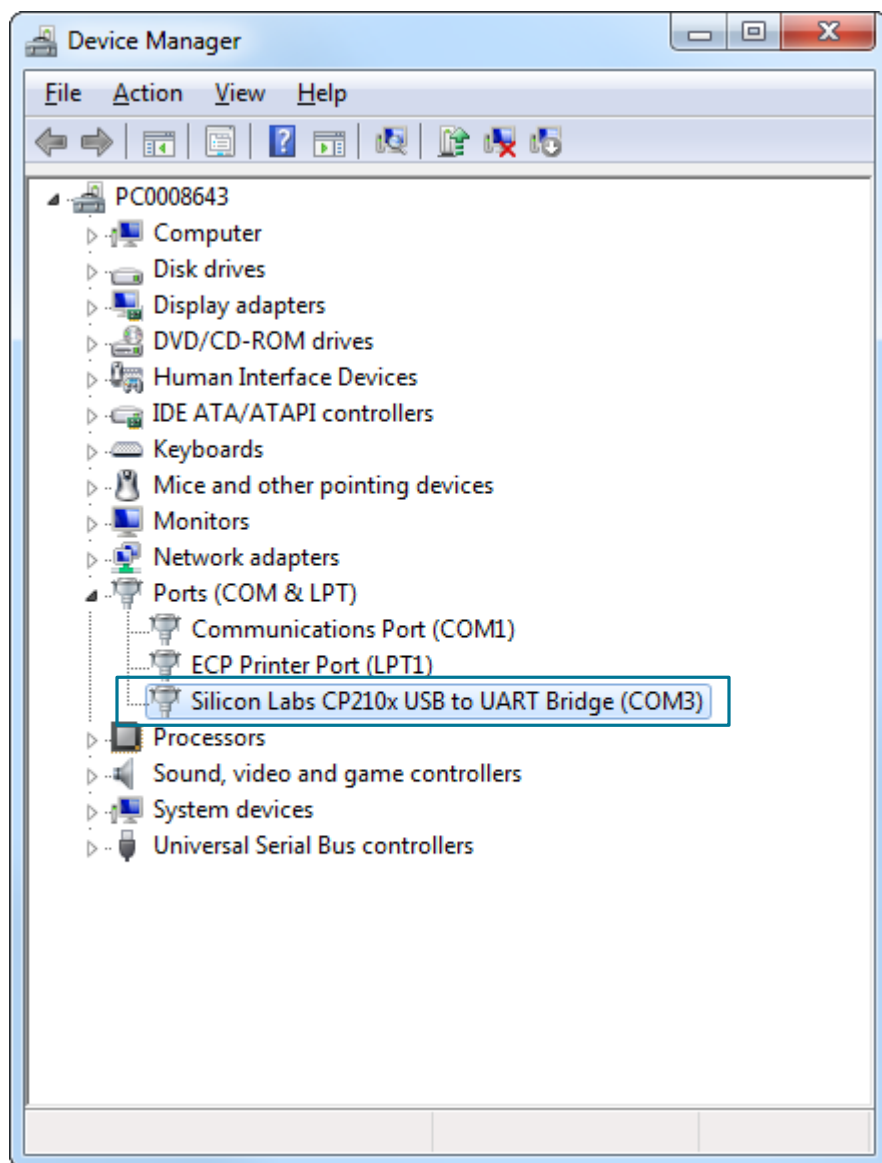 Device Manager
File Action View Help
PC0008643
Computer
Disk drives
Display adapters
DVD/CD-ROM drives
Human Interface Devices
IDE ATA/ATAPI controllers
Keyboards
Mice and other pointing devices
Monitors
Network adapters
Ports (COM & LPT)
Communications Port (COM1)
ECP Printer Port (LPT1)
Silicon Labs CP210x USB to UART Bridge (COM3)
Processors
Sound, video and game controllers
System devices
Universal Serial Bus controllers